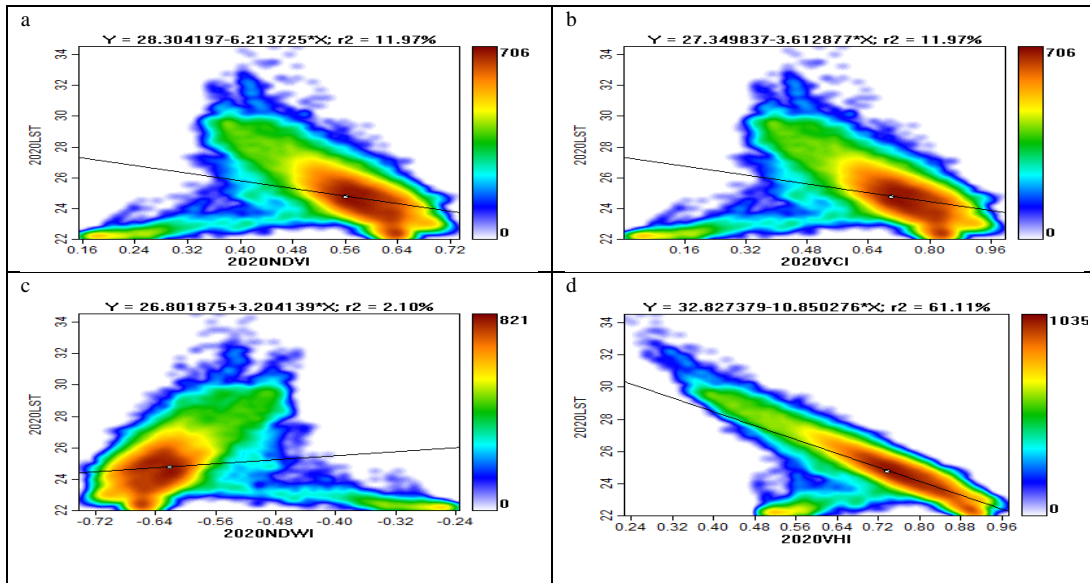 a
Y = 28.304197-6.213725*X; r2 = 11.97%
34
32
30
28
26
24
22
2020LST
0.16 0.24 0.32 0.40 0.48 0.56 0.64 0.72
2020NDVI
706
0
b
Y = 27.349837-3.612877*X; r2 = 11.97%
34
32
30
28
26
24
22
2020LST
0.16 0.32 0.48 0.64 0.80 0.96
2020VCI
706
0
c
Y = 26.801875+3.204139*X; r2 = 2.10%
34
32
30
28
26
24
22
2020LST
-0.72 -0.64 -0.56 -0.48 -0.40 -0.32 -0.24
2020NDWI
821
0
d
Y = 32.827379-10.850276*X; r2 = 61.11%
34
32
30
28
26
24
22
2020LST
0.24 0.32 0.40 0.48 0.56 0.64 0.72 0.80 0.88 0.96
2020VHI
1035
0